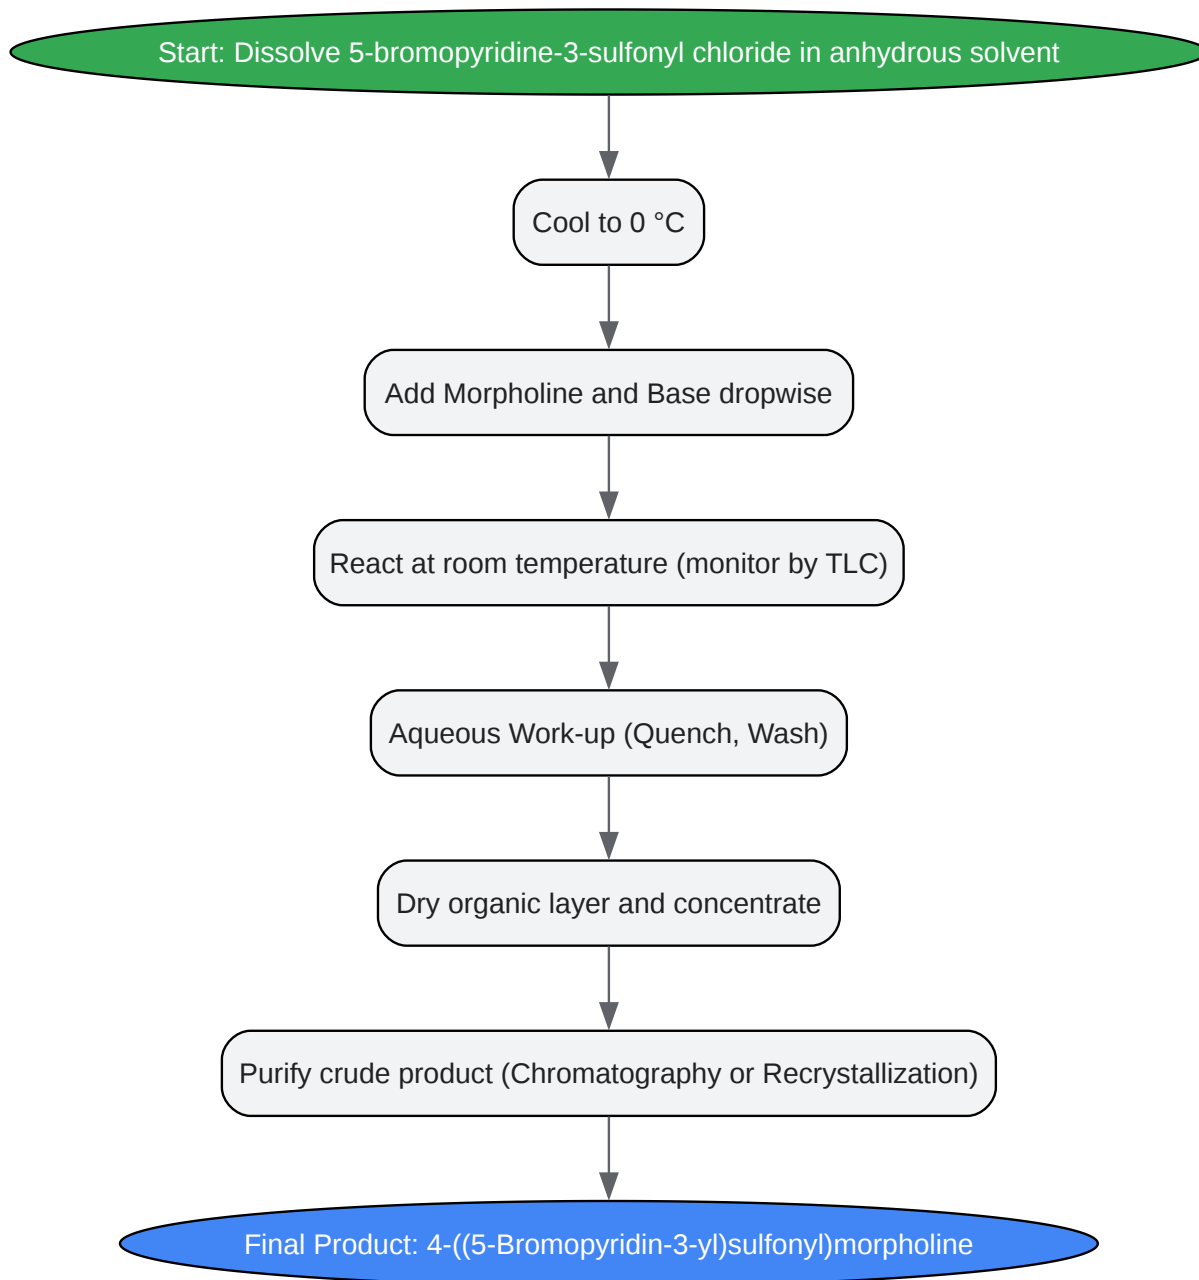 Start: Dissolve 5-bromopyridine-3-sulfonyl chloride in anhydrous solvent
Cool to 0 °C
Add Morpholine and Base dropwise
React at room temperature (monitor by TLC)
Aqueous Work-up (Quench, Wash)
Dry organic layer and concentrate
Purify crude product (Chromatography or Recrystallization)
Final Product: 4-((5-Bromopyridin-3-yl)sulfonyl)morpholine